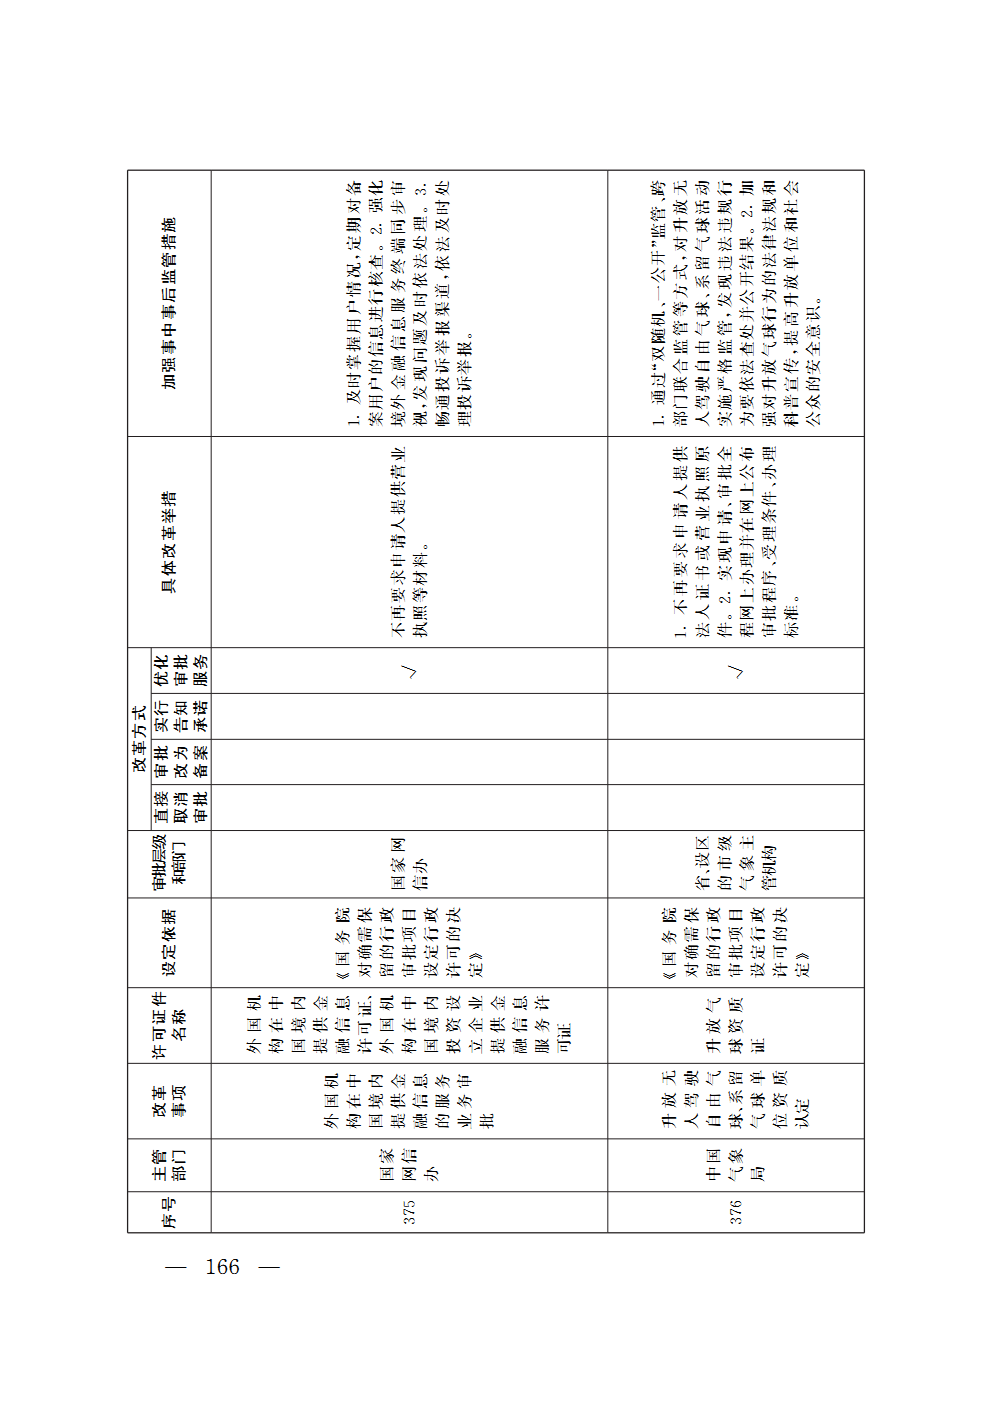 序号
主管
部门
改革
事项
许可证件
名称
设定依据
审批层级
和部门
改革方式
直接
取消
审批
审批
改为
备案
实行
告知
承诺
优化
审批
服务
具体改革举措
加强事中事后监管措施
375
国家
网信
办
外国机
构在中
国境内
提供金
融信息
的服务
业务审
批
外国机
构在中
国境内
提供金
融信息
许可证、
外国机
构在中
国境内
投资设
立企业
提供金
融信息
服务许
可证
《国务院
对确需保
留的行政
审批项目
设定行政
许可的决
定》
国家网
信办
√
不再要求申请人提供营业
执照等材料。
1. 及时掌握用户情况,定期对备
案用户的信息进行核查。2. 强化
境外金融信息服务终端同步审
视,发现问题及时依法处理。3.
畅通投诉举报渠道,依法及时处
理投诉举报。
376
中国
气象
局
升放无
人驾驶
自由气
球、系留
气球单
位资质
认定
升放气
球资质
证
《国务院
对确需保
留的行政
审批项目
设定行政
许可的决
定》
省、设区
的市级
气象主
管机构
√
1. 不再要求申请人提供
法人证书或营业执照原
件。2. 实现申请、审批全
程网上办理并在网上公布
审批程序、受理条件、办理
标准。
1. 通过“双随机、一公开”监管、跨
部门联合监管等方式,对升放无
人驾驶自由气球、系留气球活动
实施严格监管,发现违法违规行
为要依法查处并公开结果。2. 加
强对升放气球行为的法律法规和
科普宣传,提高升放单位和社会
公众的安全意识。
— 166 —